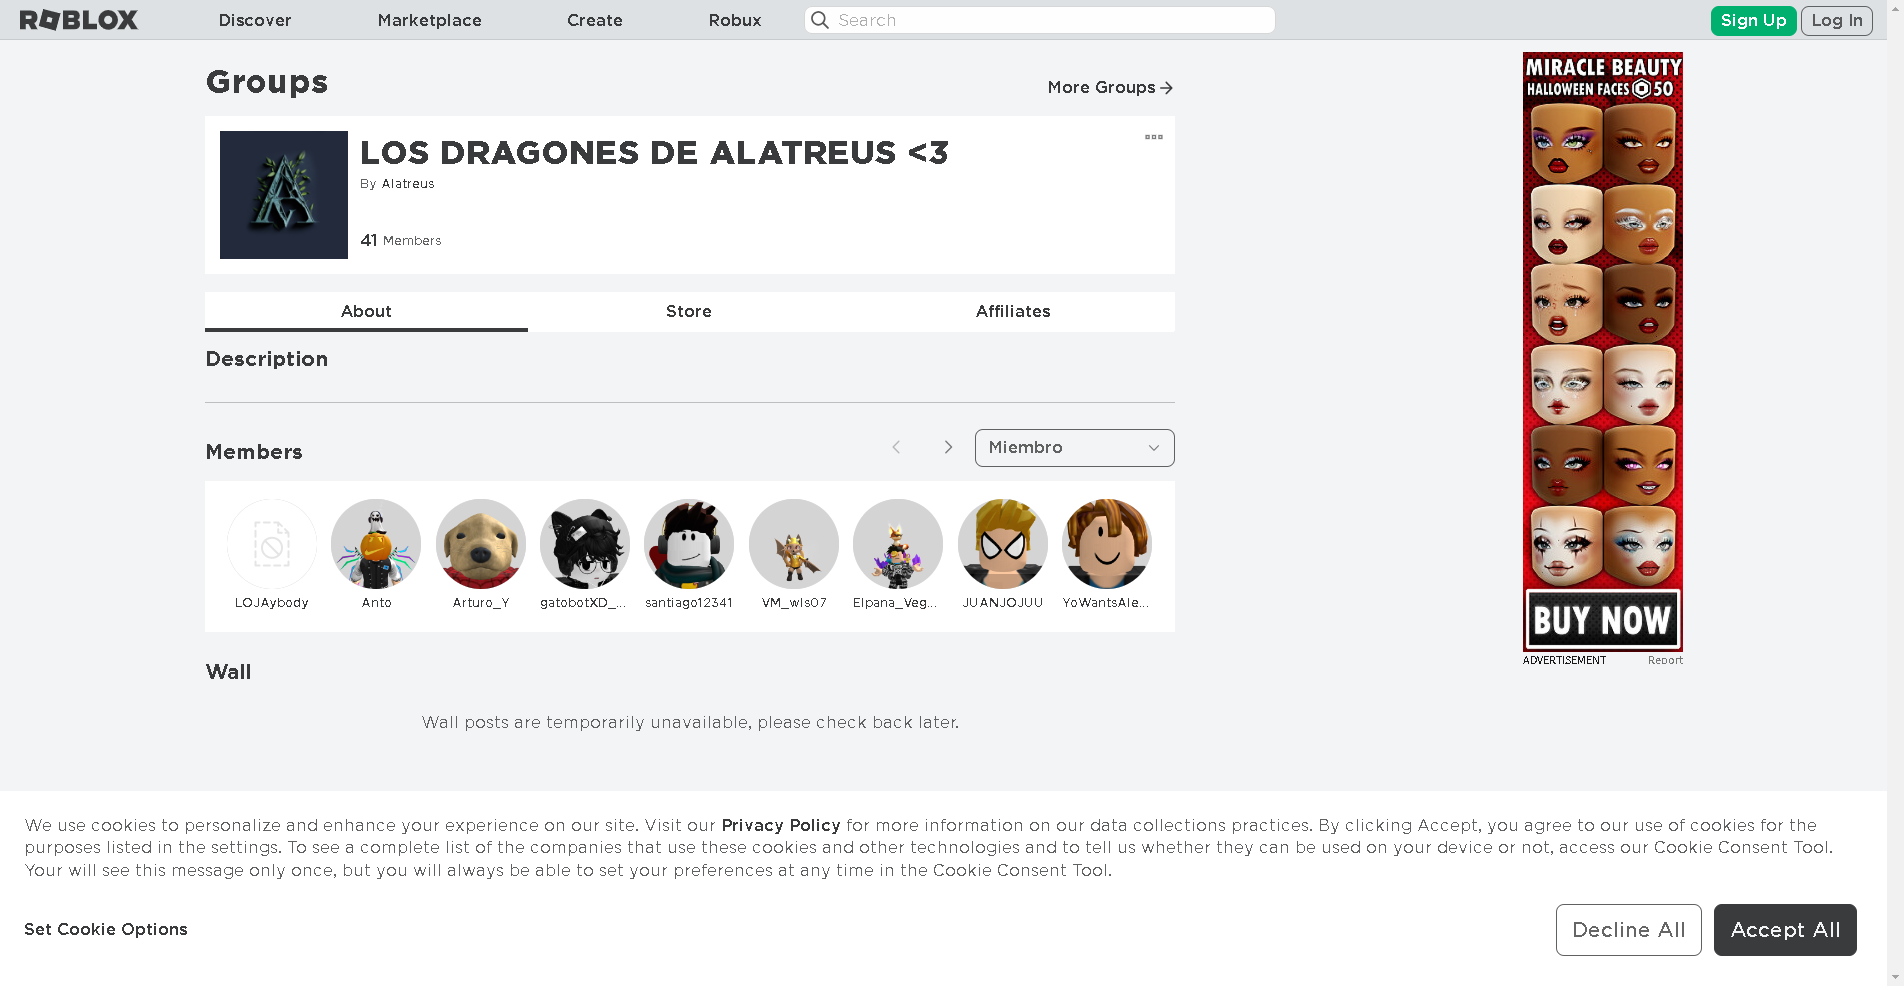 ROBLOX
Discover
Marketplace
Create
Robux
Search
Sign Up
Log In
Groups
More Groups
LOS DRAGONES DE ALATREUS <3
By Alatreus
41 Members
About
Store
Affiliates
Description
Members
Miembro
LOJAybody
Anto
Arturo_Y
gatobotXD_...
santiago12341
VM_wls07
Elpana_Veg...
JUANJOJUU
YoWantsAle...
Wall
Wall posts are temporarily unavailable, please check back later.
MIRACLE BEAUTY
HALLOWEEN FACES 50
BUY NOW
ADVERTISEMENT
Report
We use cookies to personalize and enhance your experience on our site. Visit our Privacy Policy for more information on our data collections practices. By clicking Accept, you agree to our use of cookies for the
purposes listed in the settings. To see a complete list of the companies that use these cookies and other technologies and to tell us whether they can be used on your device or not, access our Cookie Consent Tool.
Your will see this message only once, but you will always be able to set your preferences at any time in the Cookie Consent Tool.
Set Cookie Options
Decline All
Accept All